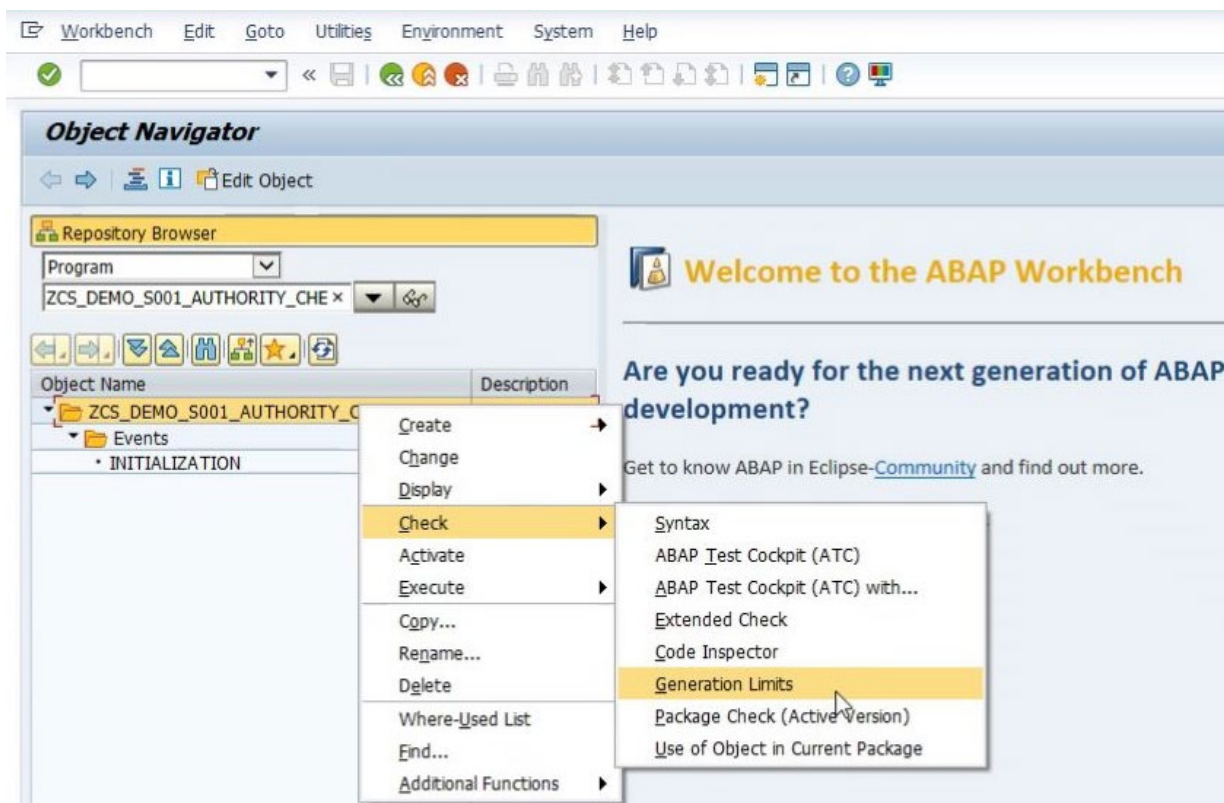 Workbench Edit Goto Utilities Environment System Help
Object Navigator
Edit Object
Repository Browser
Program
ZCS_DEMO_S001_AUTHORITY_CHE
Object Name Description
ZCS_DEMO_S001_AUTHORITY_C
Events
INITIALIZATION
Create
Change
Display
Check
Activate
Execute
Copy...
Rename...
Delete
Where-Used List
Find...
Additional Functions
Syntax
ABAP Test Cockpit (ATC)
ABAP Test Cockpit (ATC) with...
Extended Check
Code Inspector
Generation Limits
Package Check (Active Version)
Use of Object in Current Package
Welcome to the ABAP Workbench
Are you ready for the next generation of ABAP
development?
Get to know ABAP in Eclipse-Community and find out more.